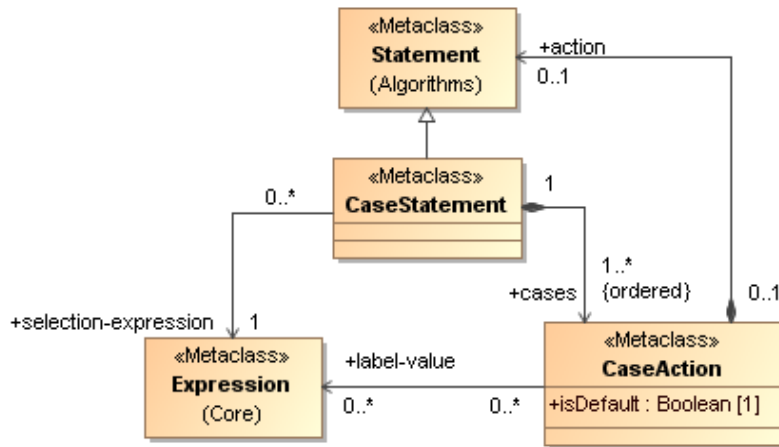 «Metaclass»
Statement
(Algorithms)
+action
0..1
«Metaclass»
CaseStatement
0..*
1
1..*
+cases
{ordered}
0..1
+selection-expression
1
«Metaclass»
Expression
(Core)
+label-value
0..*
0..*
«Metaclass»
CaseAction
+isDefault : Boolean [1]